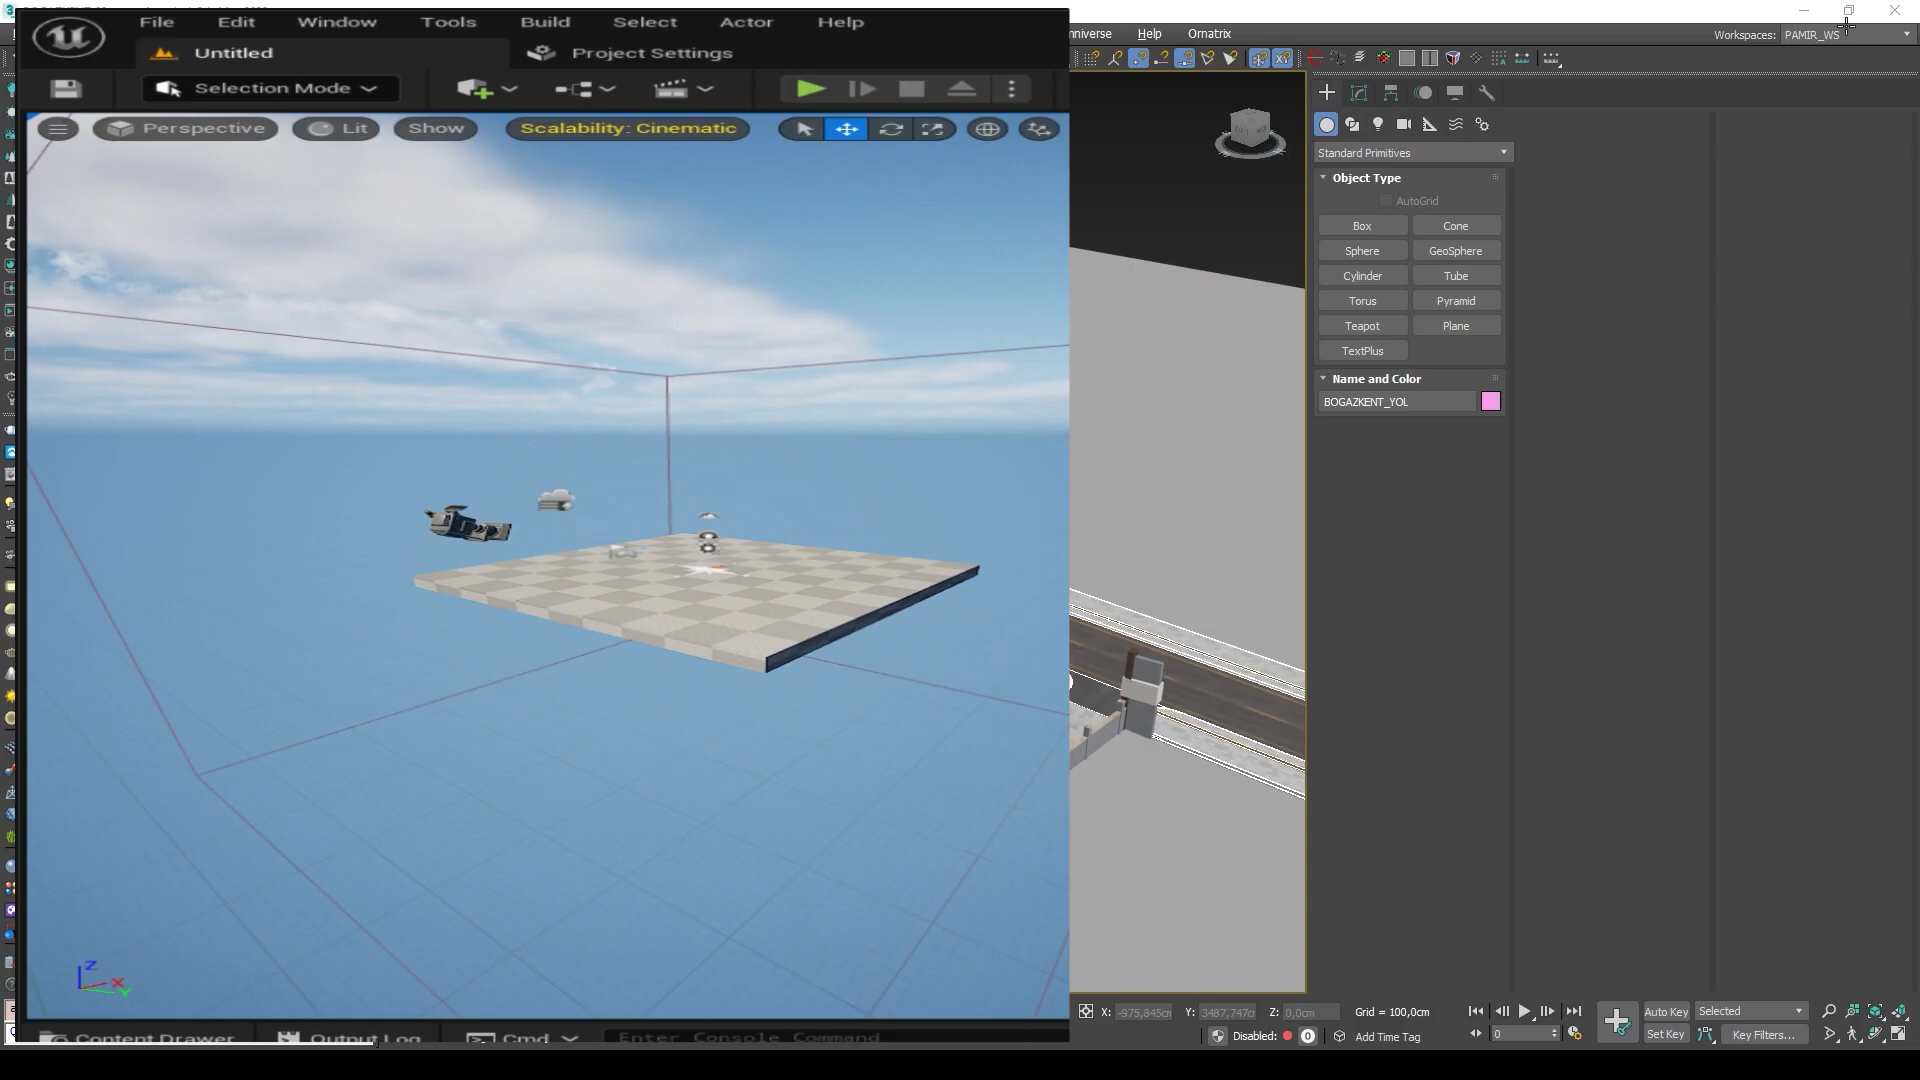 File Edit Window Tools Build Select Actor Help
Untitled
Project Settings
Selection Mode
Perspective
Lit
Show
Scalability: Cinematic
Z
X
Y
Content Drawer
Output Log
Cmd
Enter Console Command
Help
Ornatrix
Workspaces: PAMIR_WS
Standard Primitives
Object Type
AutoGrid
Box Cone
Sphere GeoSphere
Cylinder Tube
Torus Pyramid
Teapot Plane
TextPlus
Name and Color
BOGAZKENT_YOL
X: -975,845cm Y: 3487,747cm Z: 0,0cm Grid = 100,0cm
Disabled: 0 Add Time Tag
0
Auto Key Selected
Set Key Key Filters...